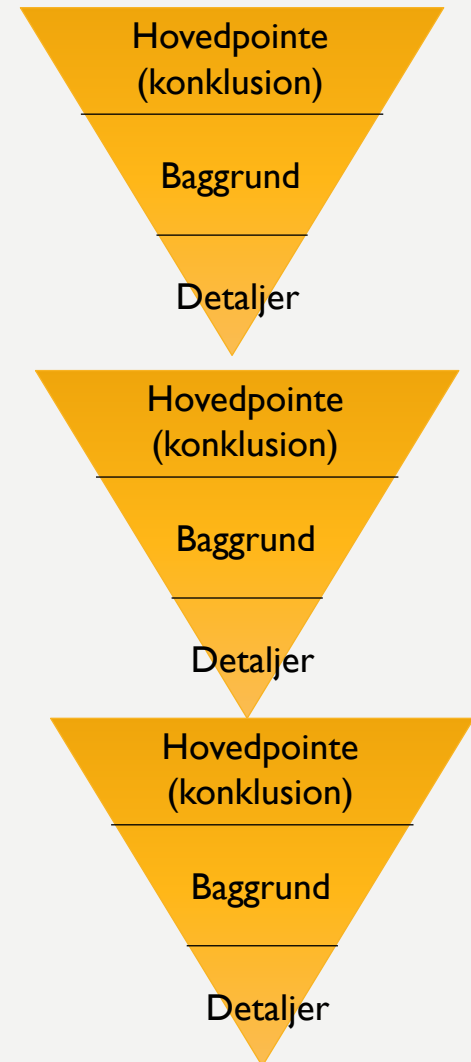 Hovedpointe
(konklusion)
Baggrund
Detaljer
Hovedpointe
(konklusion)
Baggrund
Detaljer
Hovedpointe
(konklusion)
Baggrund
Detaljer